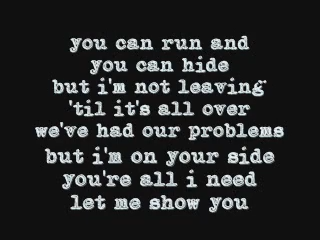 you can run and
you can hide
but i'm not leaving
'til it's all over
we've had our problems
but i'm on your side
you're all i need
let me show you